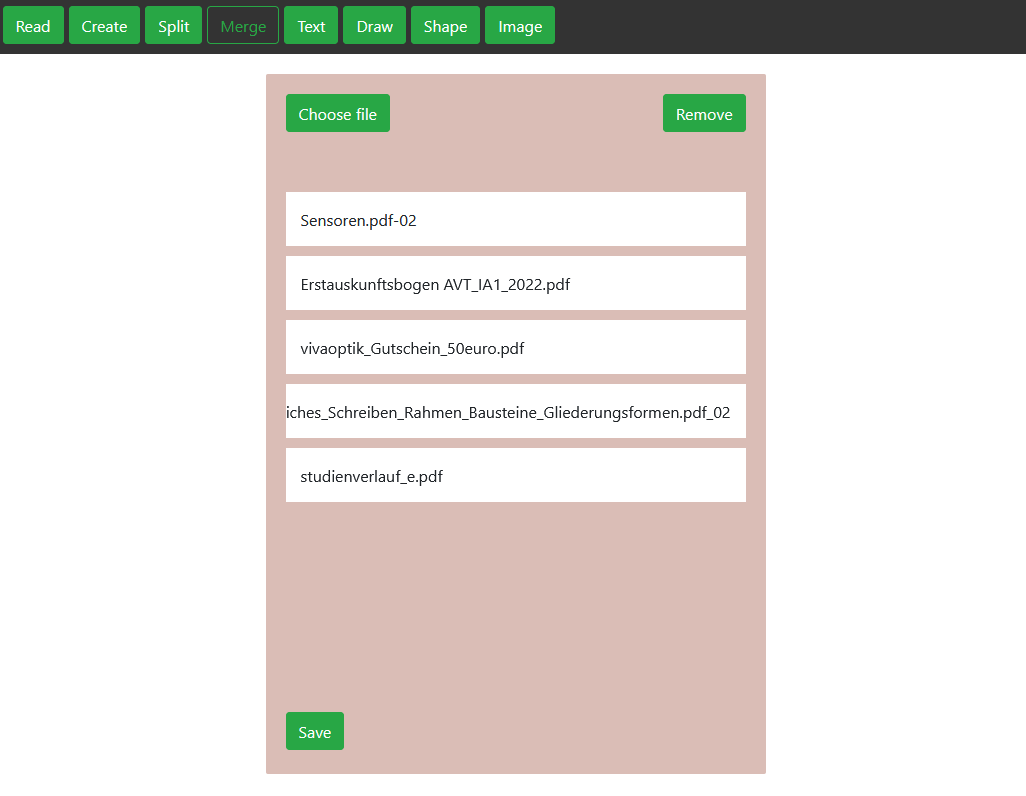 Read Create Split Merge Text Draw Shape Image
Choose file Remove
Sensoren.pdf-02
Erstauskunftsbogen AVT_IA1_2022.pdf
vivaoptik_Gutschein_50euro.pdf
iches_Schreiben_Rahmen_Bausteine_Gliederungsformen.pdf_02
studienverlauf_e.pdf
Save